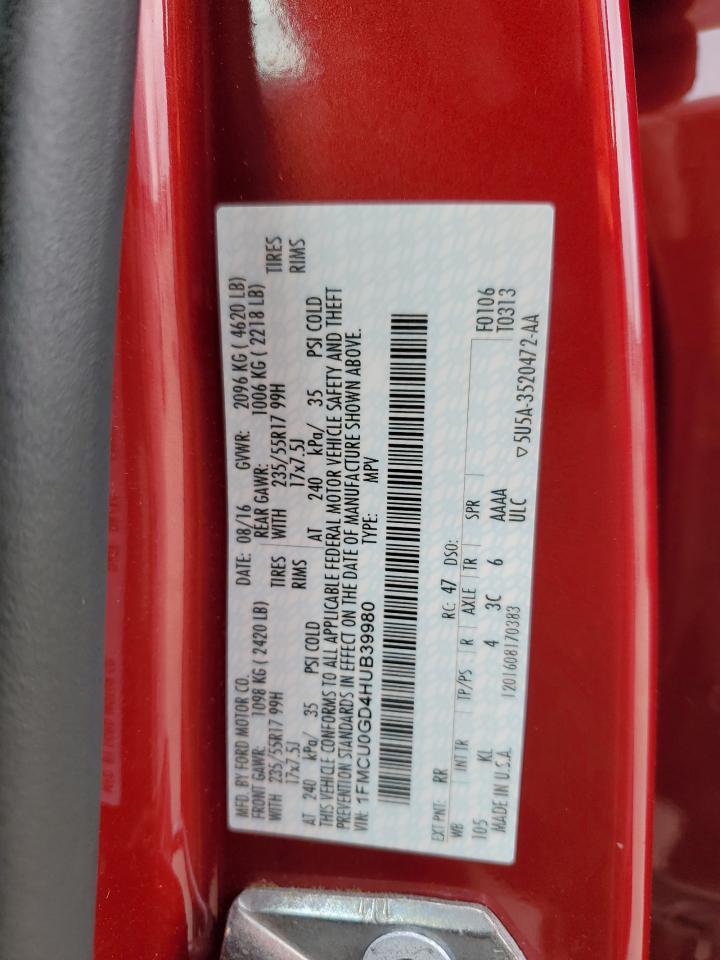 MFD. BY FORD MOTOR CO. DATE: 08/16 GVWR: 2096 KG ( 4620 LB)
FRONT GAWR: 1098 KG ( 2420 LB) REAR GAWR: 1006 KG ( 2218 LB)
WITH 235/55R17 99H TIRES WITH 235/55R17 99H TIRES
17x7.5J RIMS 17x7.5J RIMS
AT 240 kPa/ 35 PSI COLD AT 240 kPa/ 35 PSI COLD
THIS VEHICLE CONFORMS TO ALL APPLICABLE FEDERAL MOTOR VEHICLE SAFETY AND THEFT
PREVENTION STANDARDS IN EFFECT ON THE DATE OF MANUFACTURE SHOWN ABOVE.
VIN: 1FMCU0GD4HUB39980 TYPE: MPV
EXT PNT: RR RC: 47 DSO: F0106
WB INT TR TP/PS R AXLE TR SPR T0313
105 KL 4 3C 6 AAAA
MADE IN U.S.A. 1201608170383 ULC ▽5U5A-3520472-AA